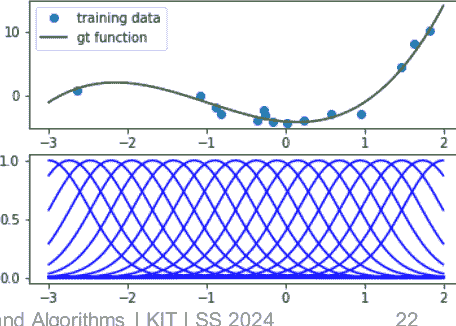 training data
gt function
10
0
−3 −2 −1 0 1 2
1.0
0.5
0.0
−3 −2 −1 0 1 2
and Algorithms | KIT | SS 2024 22